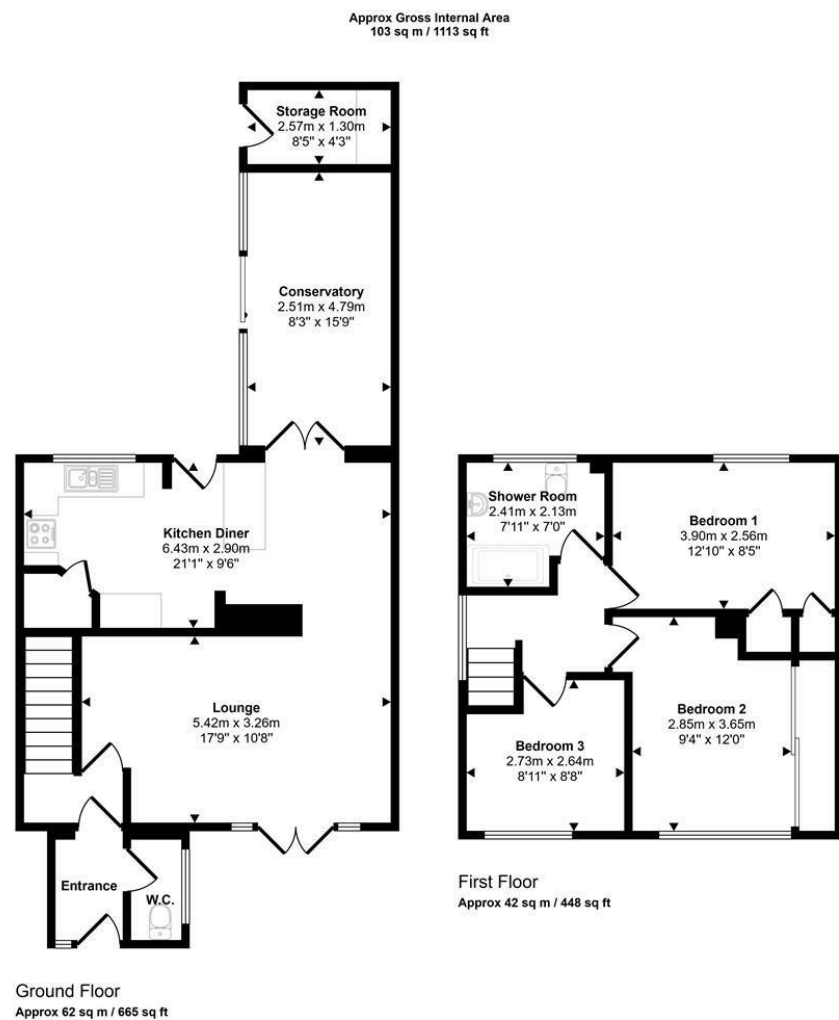 Approx Gross Internal Area
103 sq m / 1113 sq ft
Storage Room
2.57m x 1.30m
8'5" x 4'3"
Conservatory
2.51m x 4.79m
8'3" x 15'9"
Kitchen Diner
6.43m x 2.90m
21'1" x 9'6"
Lounge
5.42m x 3.26m
17'9" x 10'8"
Entrance
W.C.
Ground Floor
Approx 62 sq m / 665 sq ft
Shower Room
2.41m x 2.13m
7'11" x 7'0"
Bedroom 1
3.90m x 2.56m
12'10" x 8'5"
Bedroom 2
2.85m x 3.65m
9'4" x 12'0"
Bedroom 3
2.73m x 2.64m
8'11" x 8'8"
First Floor
Approx 42 sq m / 448 sq ft